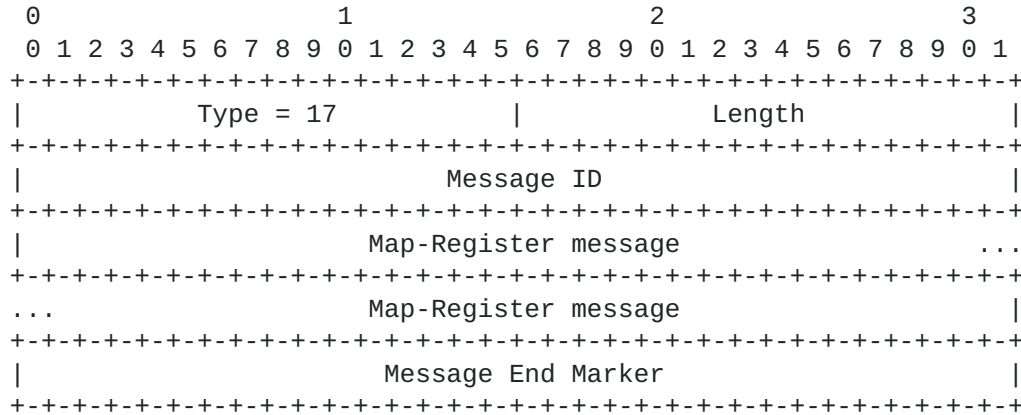 0                   1                   2                   3
 0 1 2 3 4 5 6 7 8 9 0 1 2 3 4 5 6 7 8 9 0 1 2 3 4 5 6 7 8 9 0 1
+-+-+-+-+-+-+-+-+-+-+-+-+-+-+-+-+-+-+-+-+-+-+-+-+-+-+-+-+-+-+-+-+
|           Type = 17           |            Length             |
+-+-+-+-+-+-+-+-+-+-+-+-+-+-+-+-+-+-+-+-+-+-+-+-+-+-+-+-+-+-+-+-+
|                           Message ID                          |
+-+-+-+-+-+-+-+-+-+-+-+-+-+-+-+-+-+-+-+-+-+-+-+-+-+-+-+-+-+-+-+-+
|                      Map-Register message                   ...
+-+-+-+-+-+-+-+-+-+-+-+-+-+-+-+-+-+-+-+-+-+-+-+-+-+-+-+-+-+-+-+-+
...                    Map-Register message                     |
+-+-+-+-+-+-+-+-+-+-+-+-+-+-+-+-+-+-+-+-+-+-+-+-+-+-+-+-+-+-+-+-+
|                       Message End Marker                      |
+-+-+-+-+-+-+-+-+-+-+-+-+-+-+-+-+-+-+-+-+-+-+-+-+-+-+-+-+-+-+-+-+